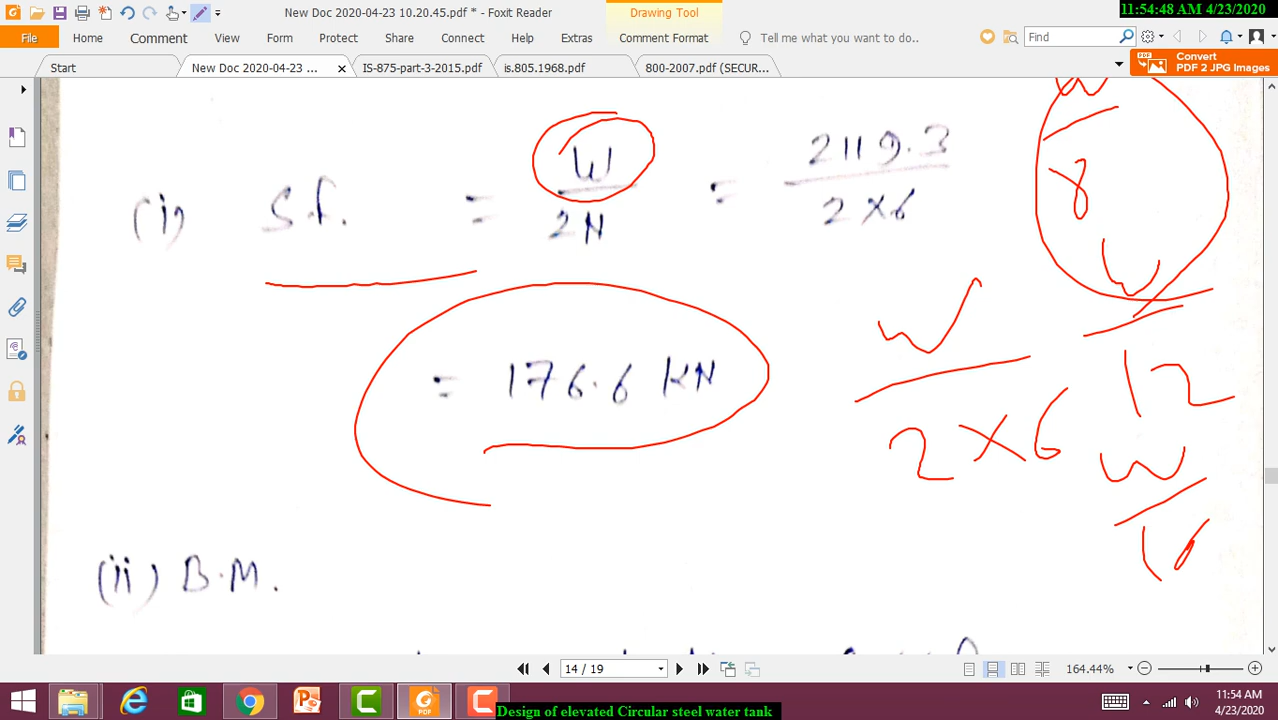 11:54:48 AM 4/23/2020
New Doc 2020-04-23 10.20.45.pdf * - Foxit Reader
Drawing Tool
File Home Comment View Form Protect Share Connect Help Extras Comment Format Tell me what you want to do.. Find
Start New Doc 2020-04-23 ... IS-875-part-3-2015.pdf is.805.1968.pdf 800-2007.pdf (SECUR...
Convert
PDF 2 JPG Images
(i) S.F. = W/2N = 2119.3/2×6
= 176.6 KN
W/2×6
8
12
W
(ii) B.M.
14 / 19
164.44%
PDF
11:54 AM
4/23/2020
Design of elevated Circular steel water tank